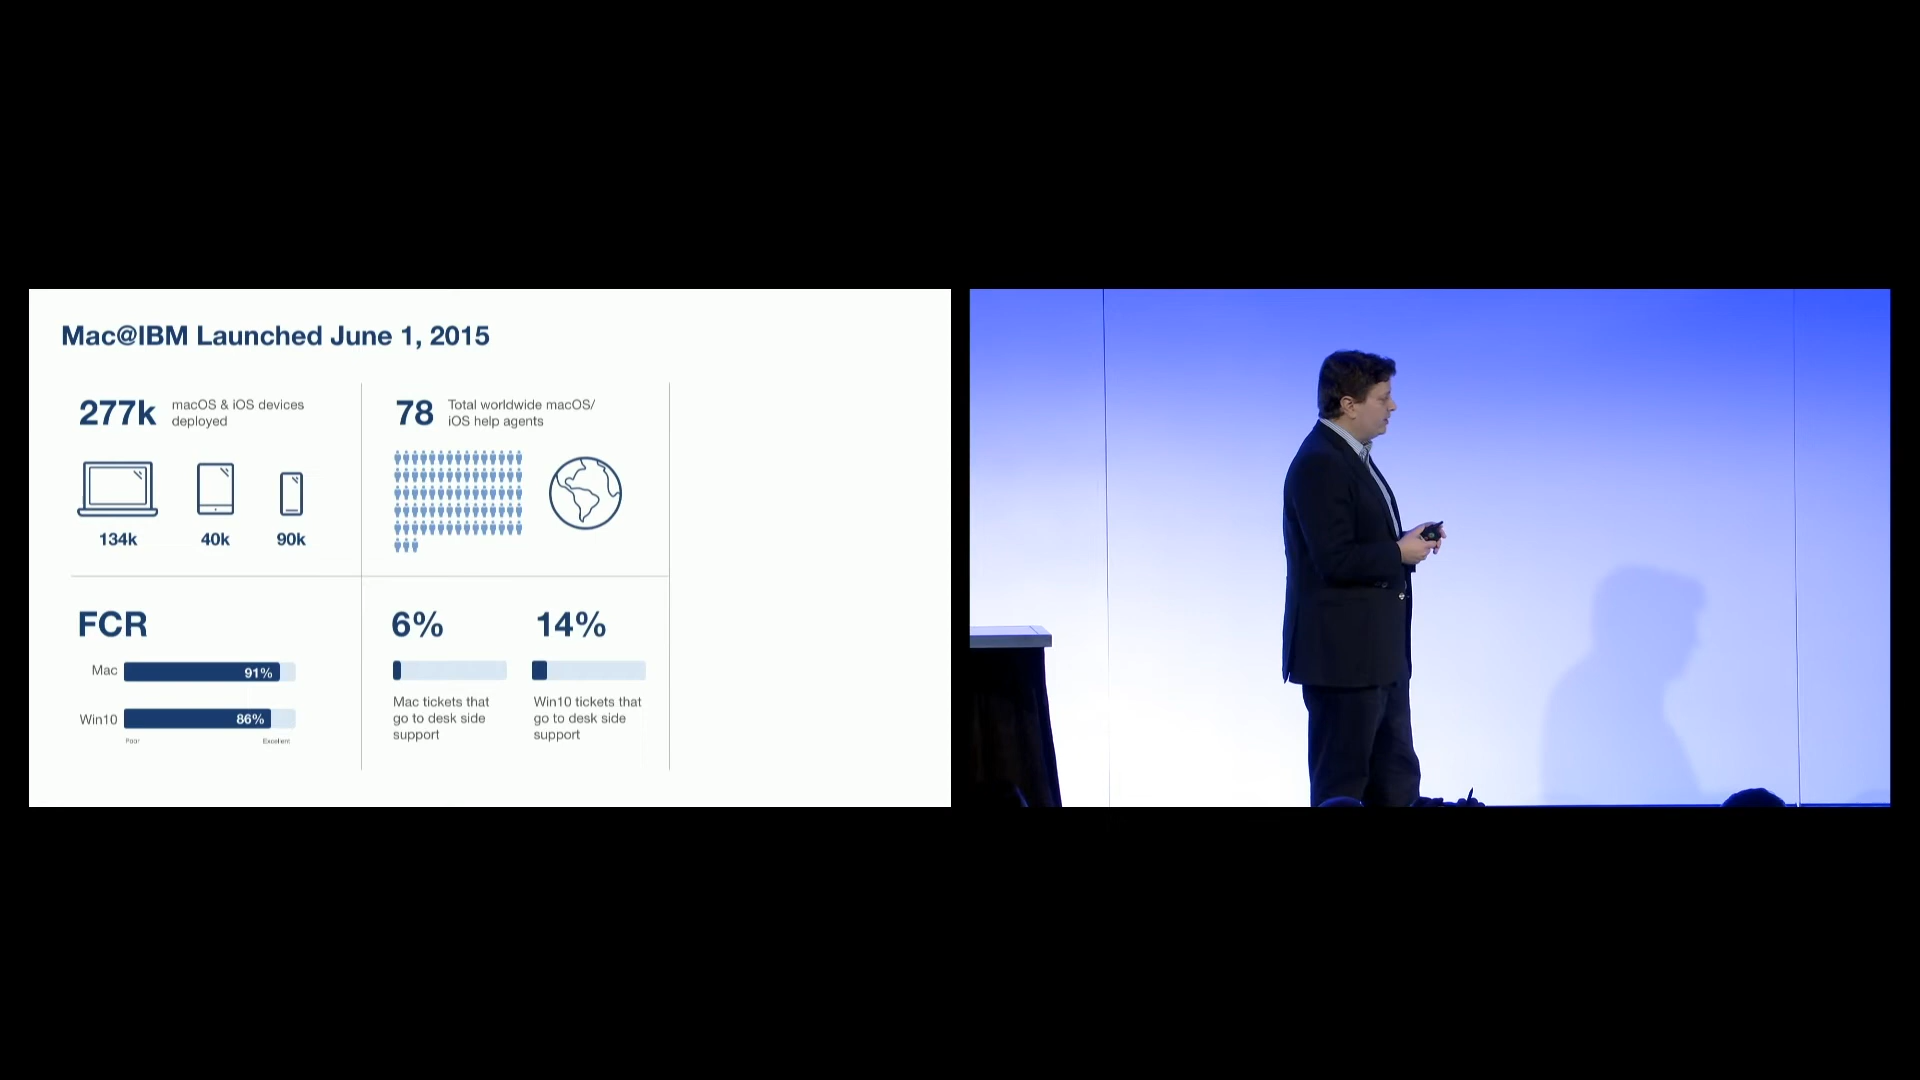 Mac@IBM Launched June 1, 2015
277k
macOS & iOS devices
deployed
134k
40k
90k
78
Total worldwide macOS/
iOS help agents
FCR
Mac
91%
Win10
86%
Poor
Excellent
6%
Mac tickets that
go to desk side
support
14%
Win10 tickets that
go to desk side
support